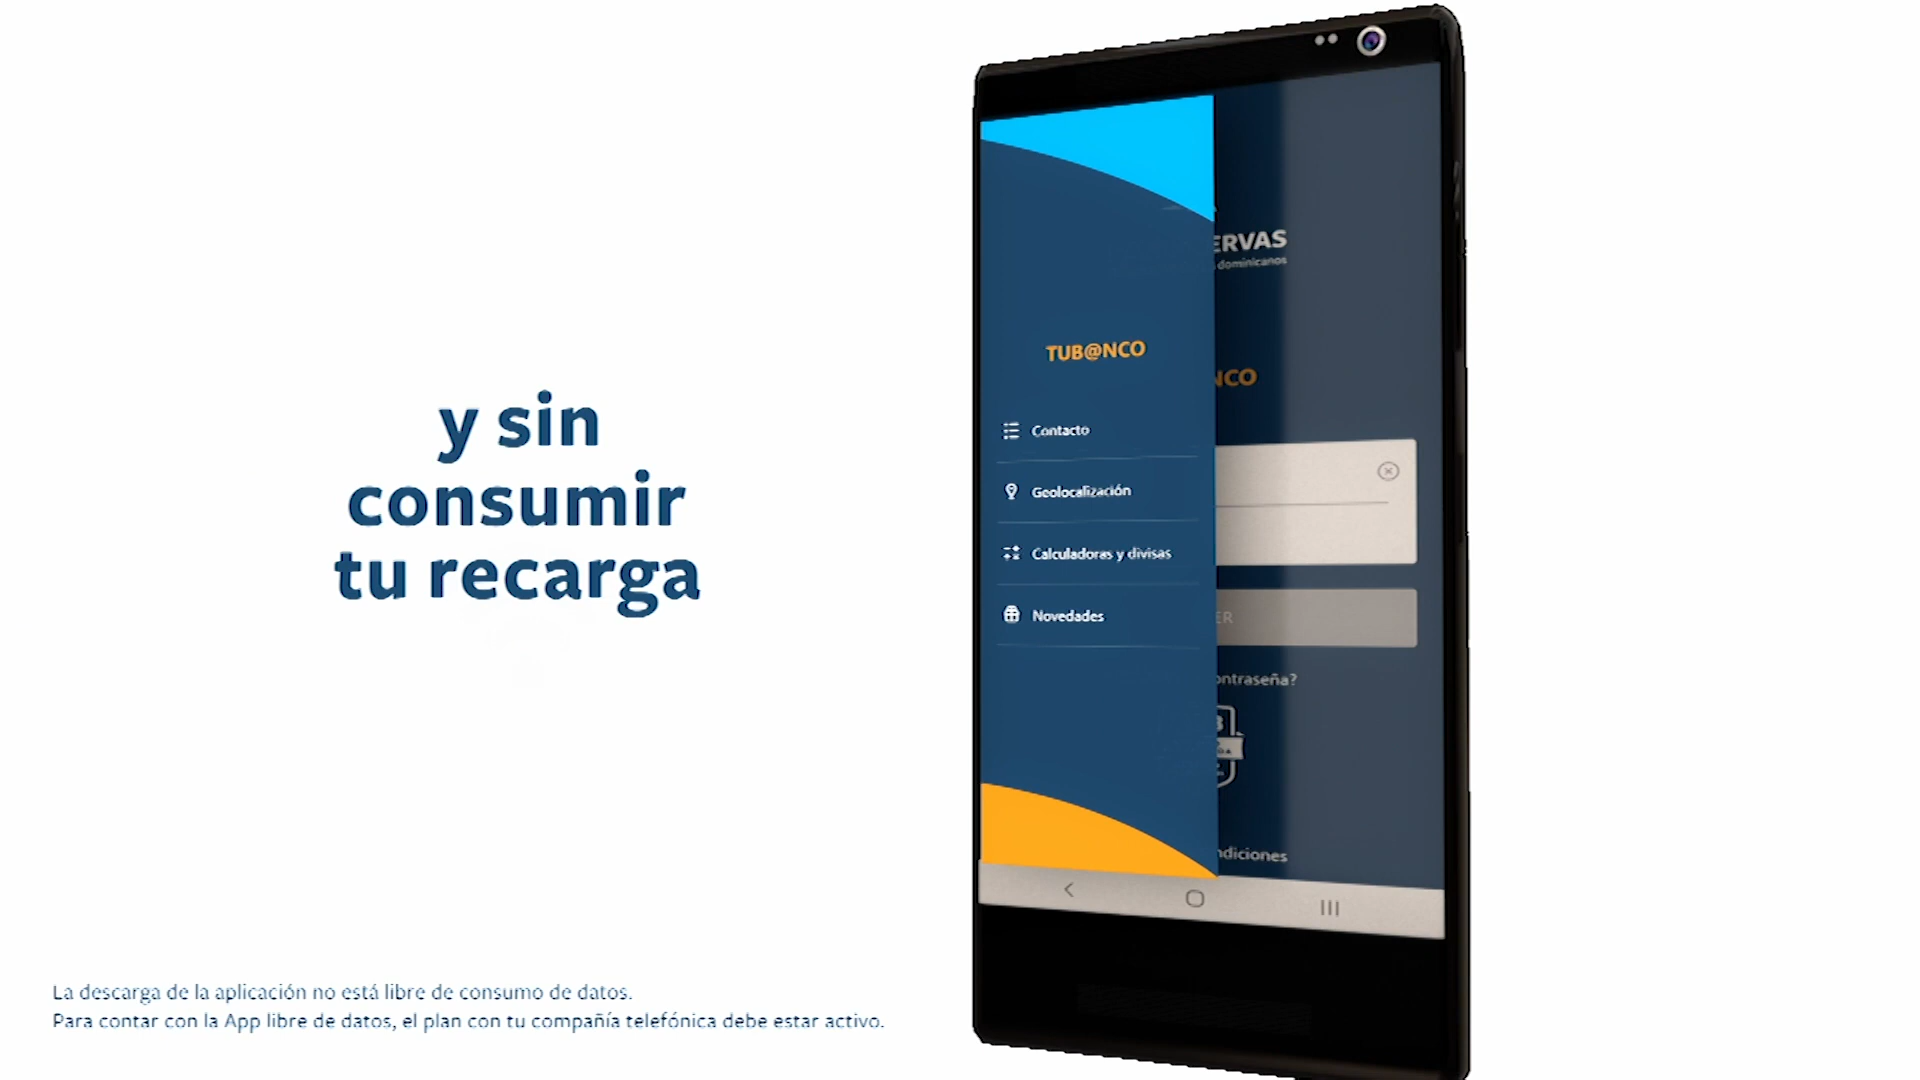 y sin
consumir
tu recarga
La descarga de la aplicación no está libre de consumo de datos.
Para contar con la App libre de datos, el plan con tu compañía telefónica debe estar activo.
TUB@NCO
Contacto
Geolocalización
Calculadoras y divisas
Novedades
ERVAS
dominicanos
NCO
ER
ontraseña?
ndiciones